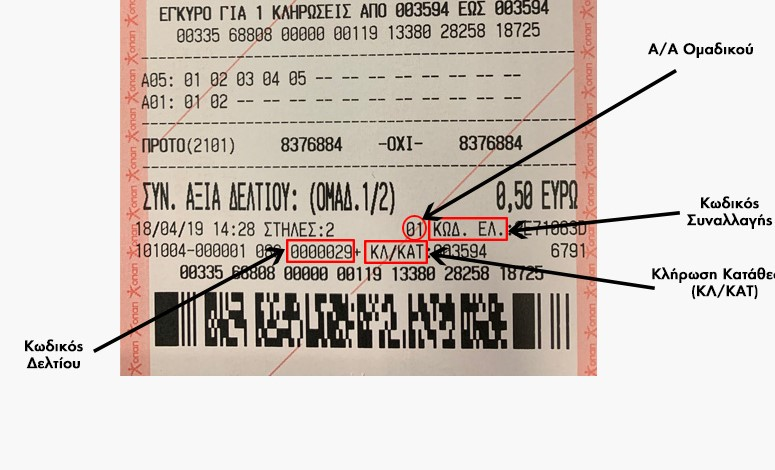 ΕΓΚΥΡΟ ΓΙΑ 1 ΚΛΗΡΩΣΕΙΣ ΑΠΟ 003594 ΕΩΣ 003594
00335 68808 00000 00119 13380 28258 18725
Α/Α Ομαδικού
A05: 01 02 03 04 05 -- -- -- -- -- -- -- --
A01: 01 02 -- -- -- -- -- -- -- -- -- -- --
ΠΡΟΤΟ(2101) 8376884 -ΟΧΙ- 8376884
ΣΥΝ. ΑΞΙΑ ΔΕΛΤΙΟΥ: (ΟΜΑΔ.1/2) 0,50 ΕΥΡΩ
Κωδικός
Συναλλαγής
18/04/19 14:28 ΣΤΗΛΕΣ:2 01 ΚΩΔ. ΕΛ.
101004-000001 0000029+ ΚΛ/ΚΑΤ 003594 6791
00335 68808 00000 00119 13380 28258 18725
Κλήρωση Κατάθε
(ΚΛ/ΚΑΤ)
Κωδικός
Δελτίου